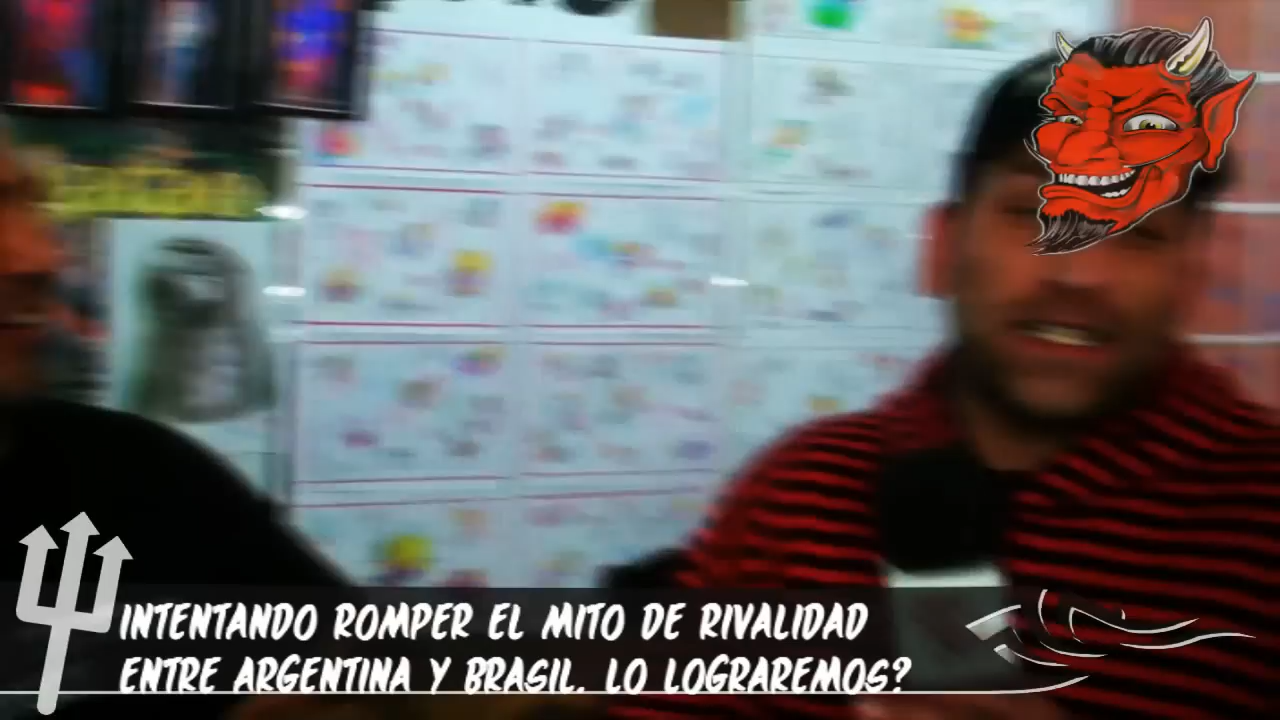 INTENTANDO ROMPER EL MITO DE RIVALIDAD
ENTRE ARGENTINA Y BRASIL. LO LOGRAREMOS?